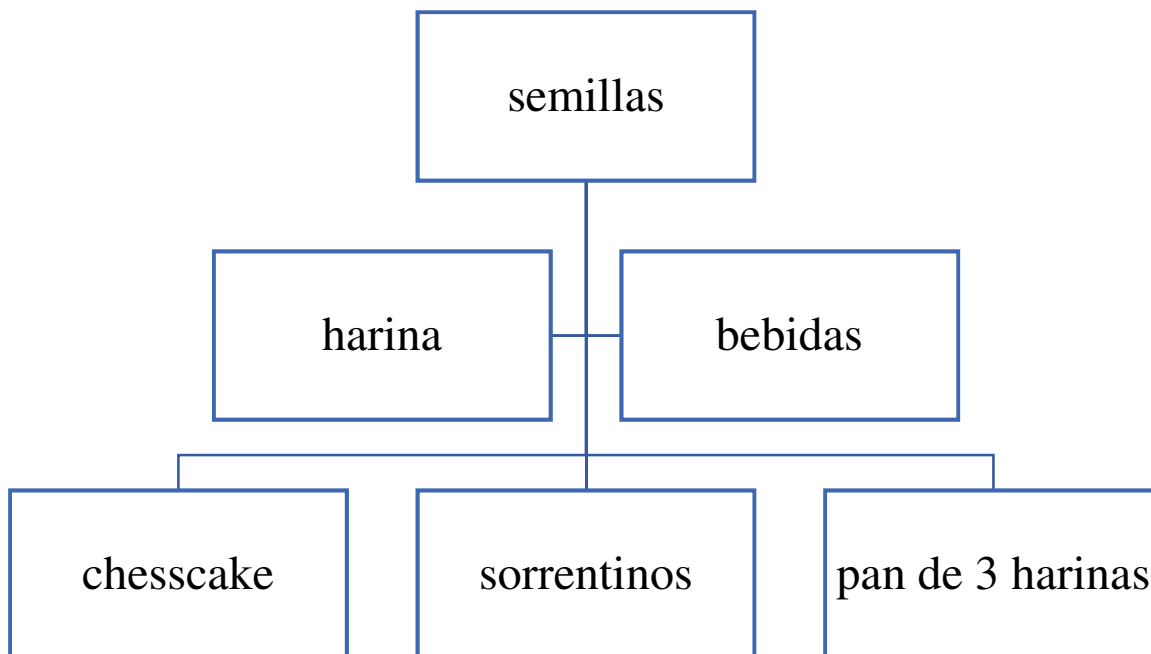 semillas
harina
bebidas
chesscake
sorrentinos
pan de 3 harinas